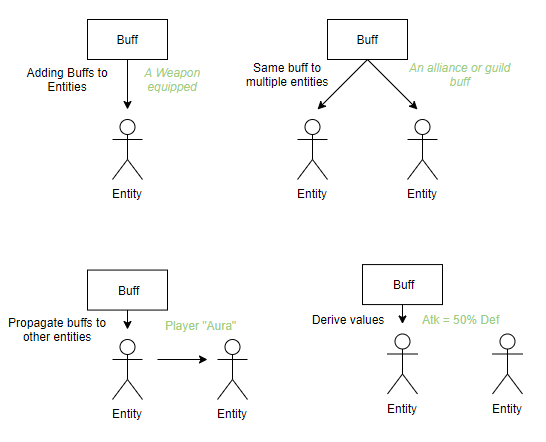 Buff
Adding Buffs to
Entities
A Weapon
equipped
Entity
Buff
Same buff to
multiple entities
An alliance or guild
buff
Entity
Entity
Buff
Propagate buffs to
other entities
Player "Aura"
Entity
Entity
Buff
Derive values
Atk = 50% Def
Entity
Entity